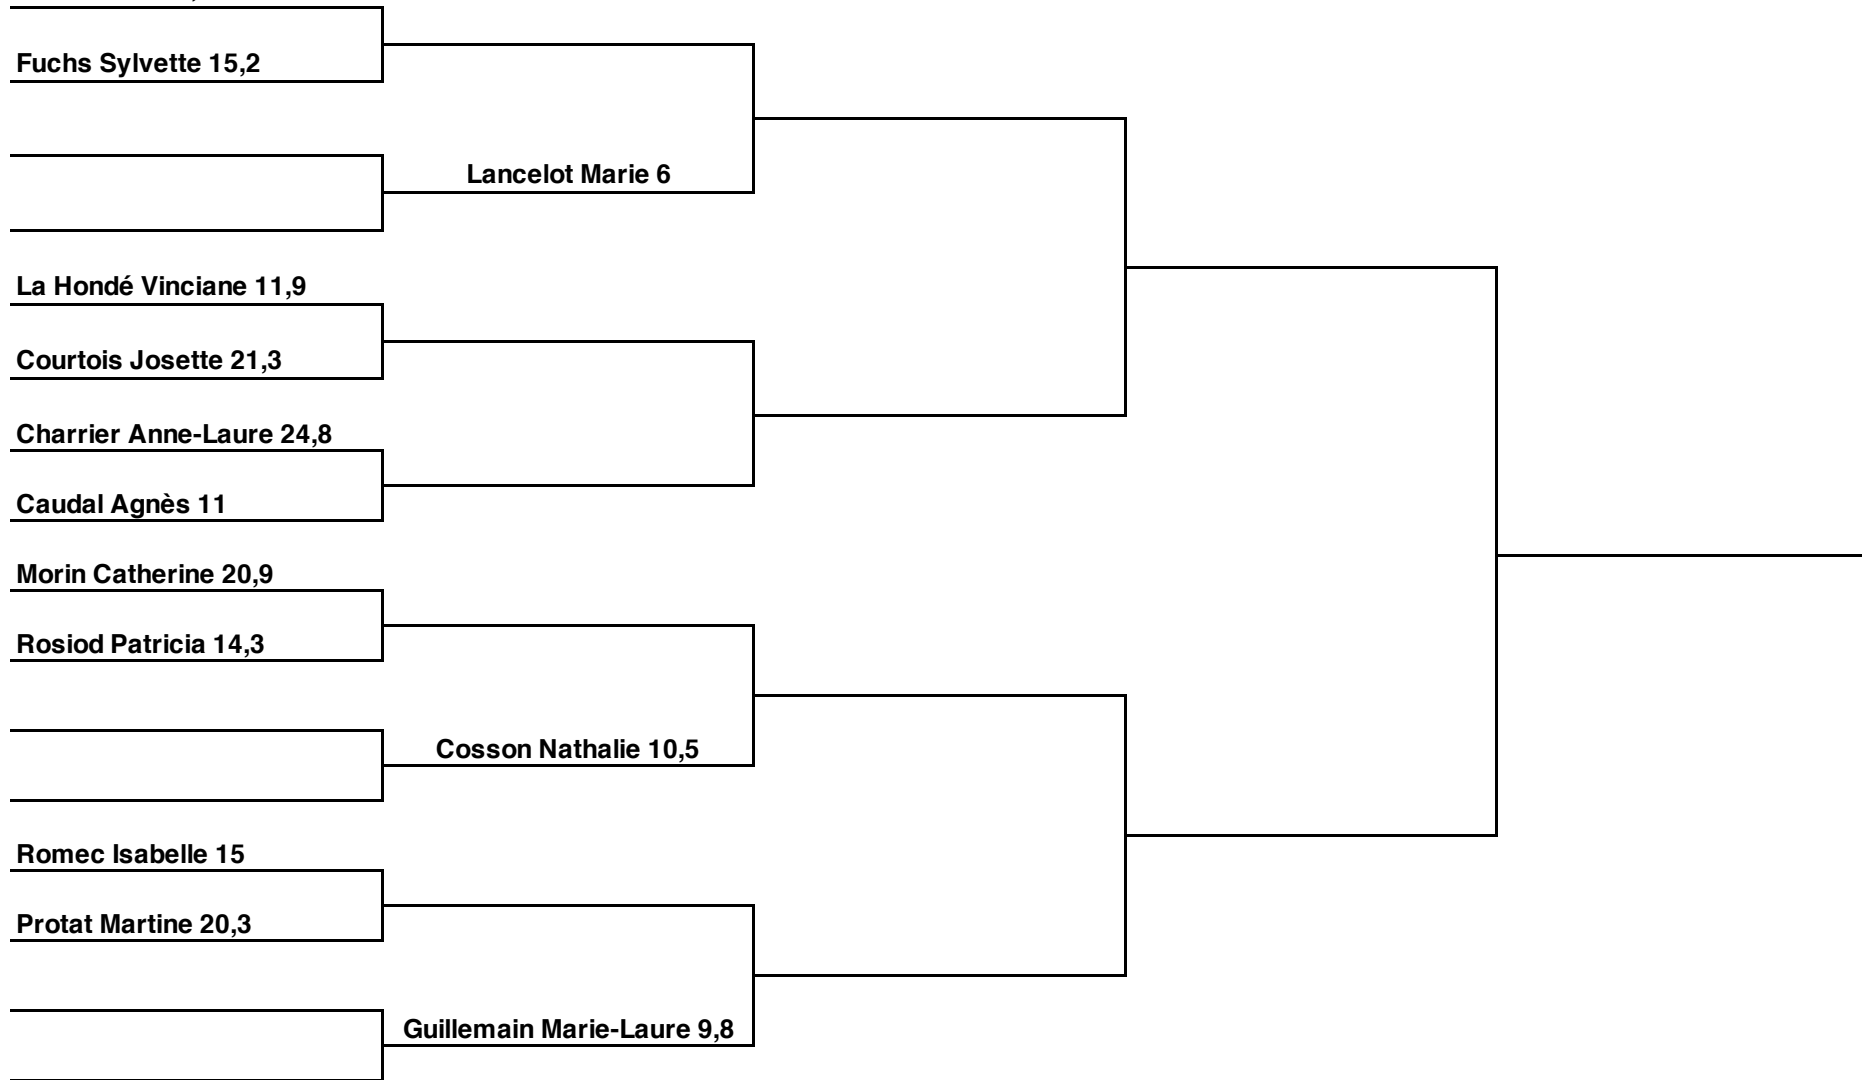 Fuchs Sylvette 15,2
Lancelot Marie 6
La Hondé Vinciane 11,9
Courtois Josette 21,3
Charrier Anne-Laure 24,8
Caudal Agnès 11
Morin Catherine 20,9
Rosiod Patricia 14,3
Cosson Nathalie 10,5
Romec Isabelle 15
Protat Martine 20,3
Guillemain Marie-Laure 9,8